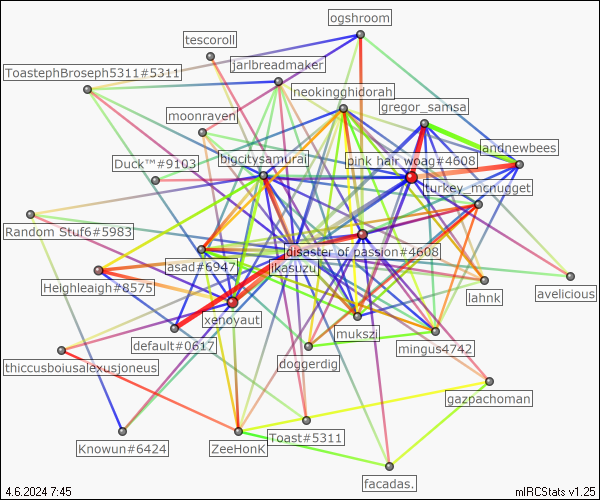 ogshroom
tescoroll
jarlbreadmaker
ToastephBroseph5311#5311
neokingghidorah
gregor_samsa
moonraven
andnewbees
bigcitysamurai
pink hair woag#4608
Duck™#9103
turkey_mcnugget
Random Stuf6#5983
disaster of passion#4608
asad#6947
likasuzu
Heighleaigh#8575
lahnk
avelicious
xenoyaut
mukszi
default#0617
mingus4742
doggerdig
thiccusboiusalexusjoneus
gazpachoman
Toast#5311
Knowun#6424
ZeeHonK
facadas.
4.6.2024 7:45
mIRCStats v1.25